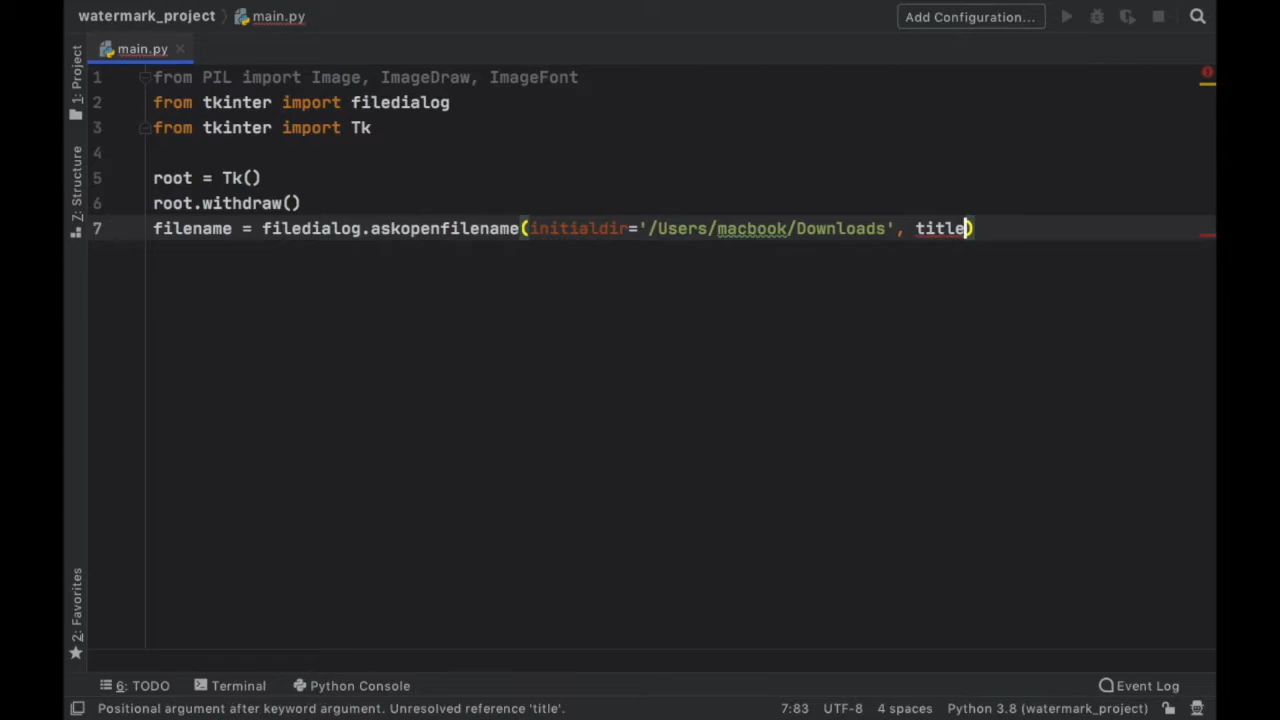 watermark_project main.py Add Configuration...
main.py
1: Project
7: Structure
2: Favorites
1 from PIL import Image, ImageDraw, ImageFont
2 from tkinter import filedialog
3 from tkinter import Tk
4
5 root = Tk()
6 root.withdraw()
7 filename = filedialog.askopenfilename(initialdir='/Users/macbook/Downloads', title)
6: TODO Terminal Python Console Event Log
Positional argument after keyword argument. Unresolved reference 'title'. 7:83 UTF-8 4 spaces Python 3.8 (watermark_project)